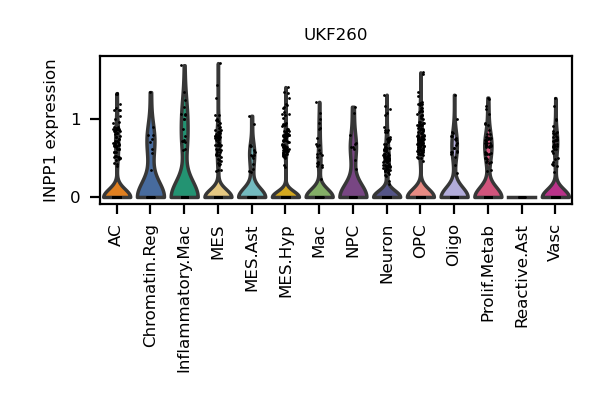 UKF260
INPP1 expression
1
0
AC
Chromatin.Reg
Inflammatory.Mac
MES
MES.Ast
MES.Hyp
Mac
NPC
Neuron
OPC
Oligo
Prolif.Metab
Reactive.Ast
Vasc